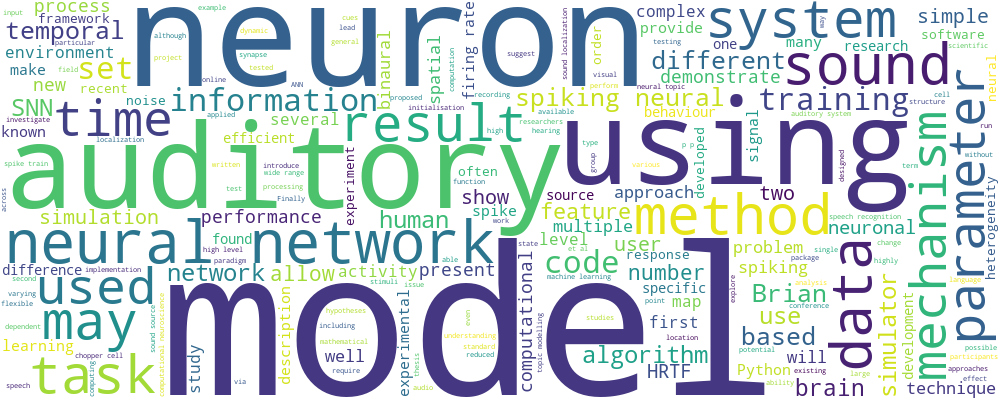 process
framework
temporal
environment
make
set
new
recent
neuron
system
simple
software
complex
provide
one
many
research
scientific
different
demonstrate
sound
neural
example
although
dynamic
synapse
project
tested
computation
ANN
lead
general
suggest
sound localization
visual
order
firing rate
spatial
binaural
input
particular
field
way
testing
cell
structure
perform
neural topic
SNN
noise
information
spiking neural
behaviour
training
known
time
several
efficient
result
using
signal
auditory
investigate
localization
applied
online
proposed
initialisation
recording
available
researchers
hearing
high
auditory system
run
parameter
mechanism
heterogeneity
without
term
designed
developed
p p
type
group
spike train
across
written
introduce
wide range
Finally
processing
test
experiment
often
function
show
source
approach
two
various
simulation
performance
human
spike
work
feature
multiple
method
speech recognition
neuronal
neural network
found
high level
paradigm
able
level
user
code
problem
single
change
package
spiking
highly
data
difference
implementation
network
allow
activity
present
state
et al
response
number
machine learning
specific
explore
Brian
analysis
conference
simulator
development
language
second
varying
flexible
used
may
stimuli
issue
computational
point
map
use
dependent
sound source
computational neuroscience
description
hypotheses
including
mathematical
experimental
even
understanding
standard
reduced
studies
first
location
based
potential
possible
participants
approaches
effect
learning
task
chopper cell
computing
study
via
well
require
thesis
audio
topic modelling
algorithm
HRTF
Python
existing
will
brain
ability
large
technique
speech
model